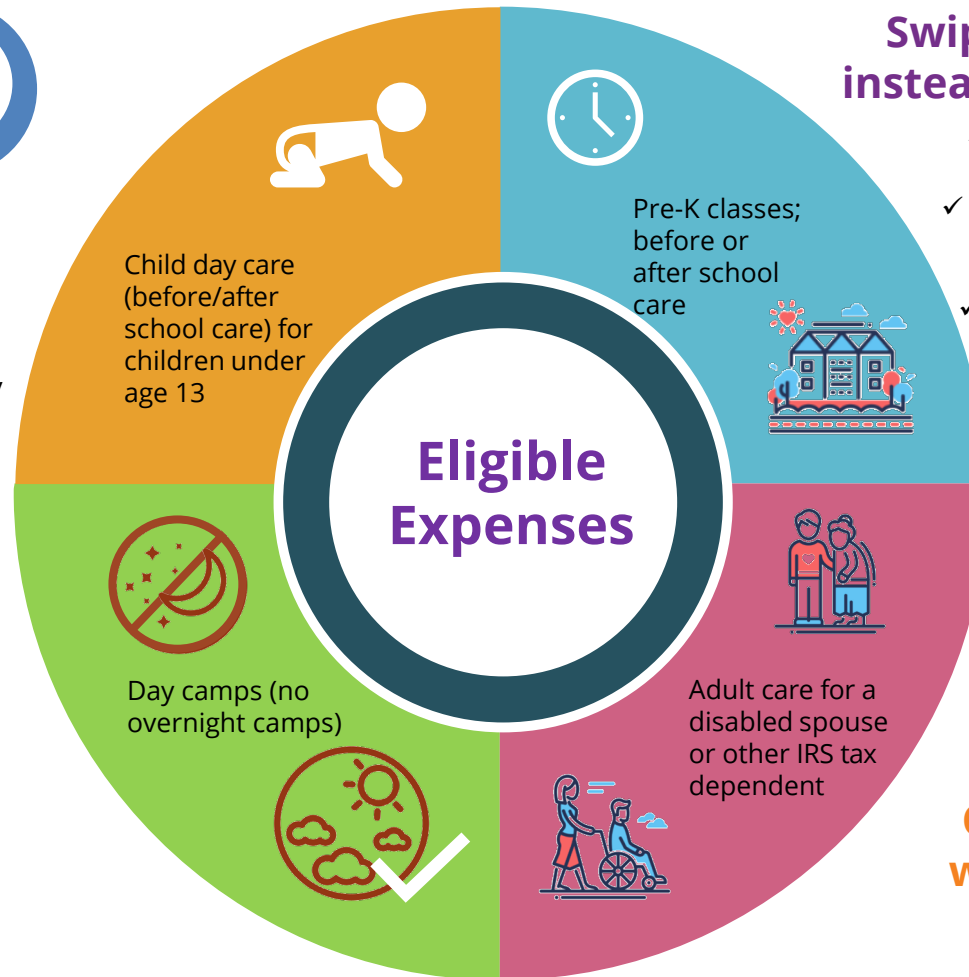 Child day care
(before/after
school care) for
children under
age 13
Pre-K classes;
before or
after school
care
Eligible
Expenses
Day camps (no
overnight camps)
Adult care for a
disabled spouse
or other IRS tax
dependent